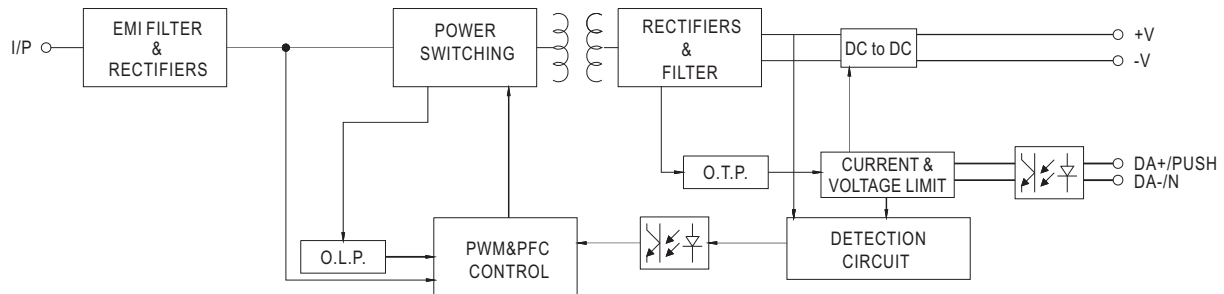 I/P
EMI FILTER
&
RECTIFIERS
POWER
SWITCHING
RECTIFIERS
&
FILTER
DC to DC
+V
-V
O.T.P.
CURRENT &
VOLTAGE LIMIT
DA+/PUSH
DA-/N
O.L.P.
PWM&PFC
CONTROL
DETECTION
CIRCUIT